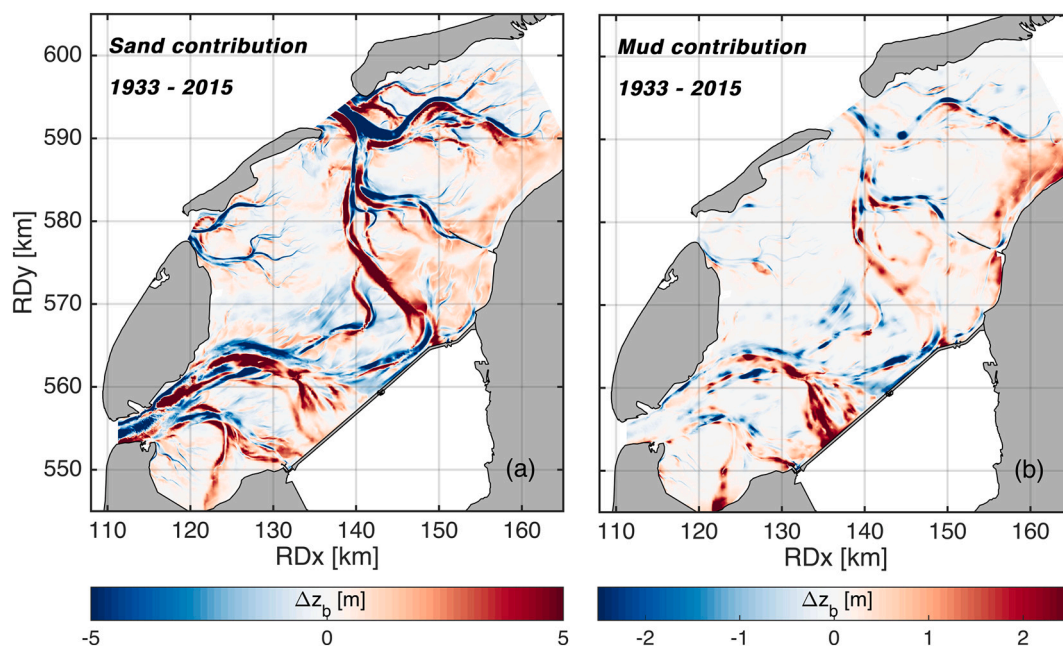 Sand contribution
1933 - 2015
Mud contribution
1933 - 2015
600
590
580
570
560
550
RDy [km]
(a)
(b)
110 120 130 140 150 160
110 120 130 140 150 160
RDx [km]
RDx [km]
Δz_b [m]
Δz_b [m]
-5 0 5
-2 -1 0 1 2